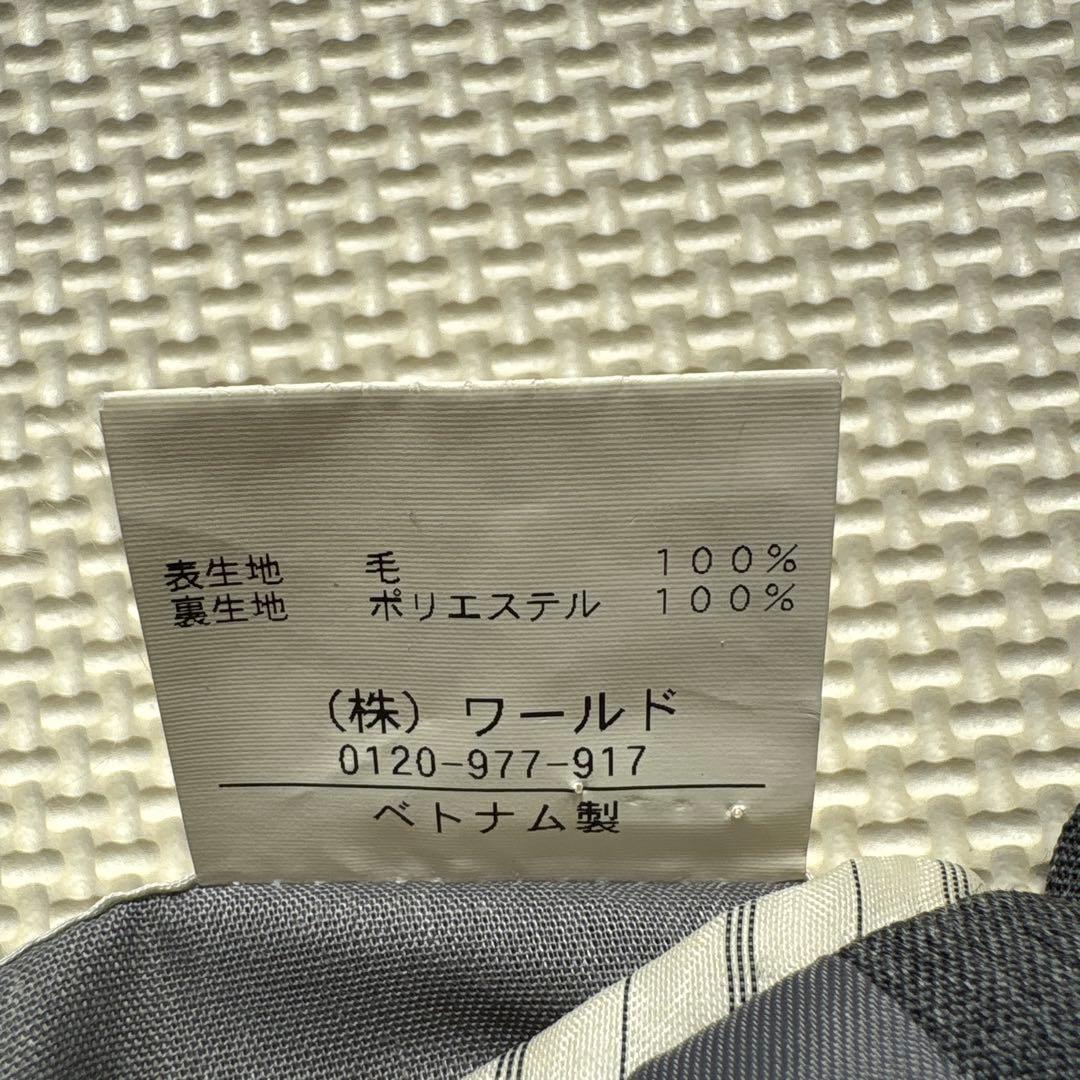 表生地 毛 100%
裏生地 ポリエステル 100%
(株) ワールド
0120-977-917
ベトナム製